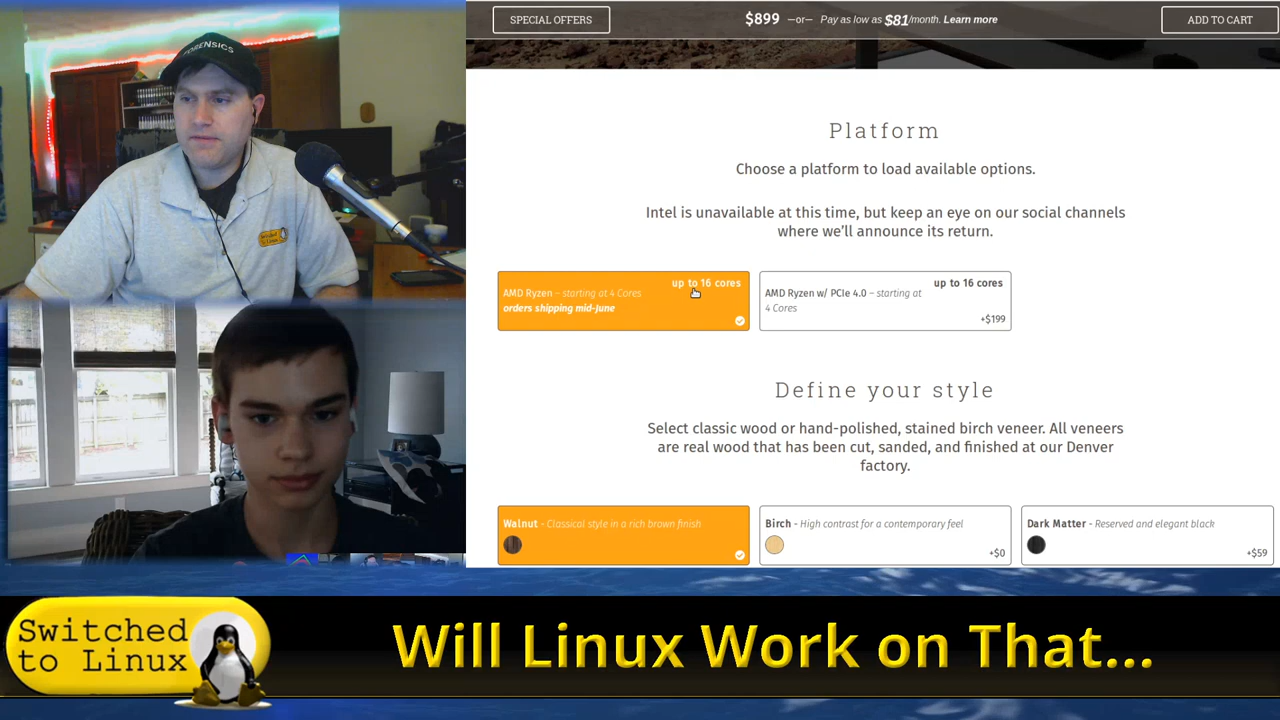 SPECIAL OFFERS
$899 —or— Pay as low as $81/month. Learn more
ADD TO CART
FORENSICS
Switched to Linux
Platform
Choose a platform to load available options.
Intel is unavailable at this time, but keep an eye on our social channels
where we'll announce its return.
up to 16 cores
AMD Ryzen – starting at 4 Cores
orders shipping mid-June
up to 16 cores
AMD Ryzen w/ PCIe 4.0 – starting at
4 Cores
+$199
Define your style
Select classic wood or hand-polished, stained birch veneer. All veneers
are real wood that has been cut, sanded, and finished at our Denver
factory.
Walnut - Classical style in a rich brown finish
Birch - High contrast for a contemporary feel
+$0
Dark Matter - Reserved and elegant black
+$59
Switched
to Linux
Will Linux Work on That...